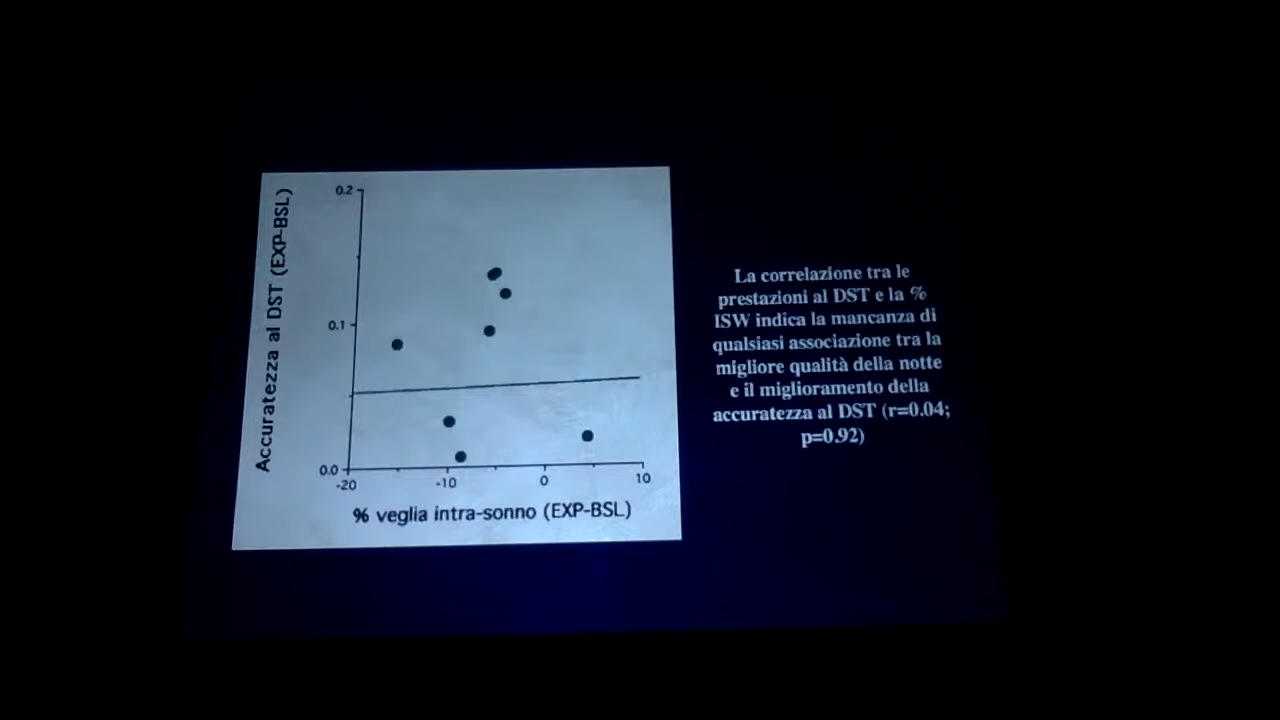 Accuratezza al DST (EXP-BSL)
0.2
0.1
0.0
-20
-10
0
10
% veglia intra-sonno (EXP-BSL)
La correlazione tra le
prestazioni al DST e la %
ISW indica la mancanza di
qualsiasi associazione tra la
migliore qualità della notte
e il miglioramento della
accuratezza al DST (r=0.04;
p=0.92)